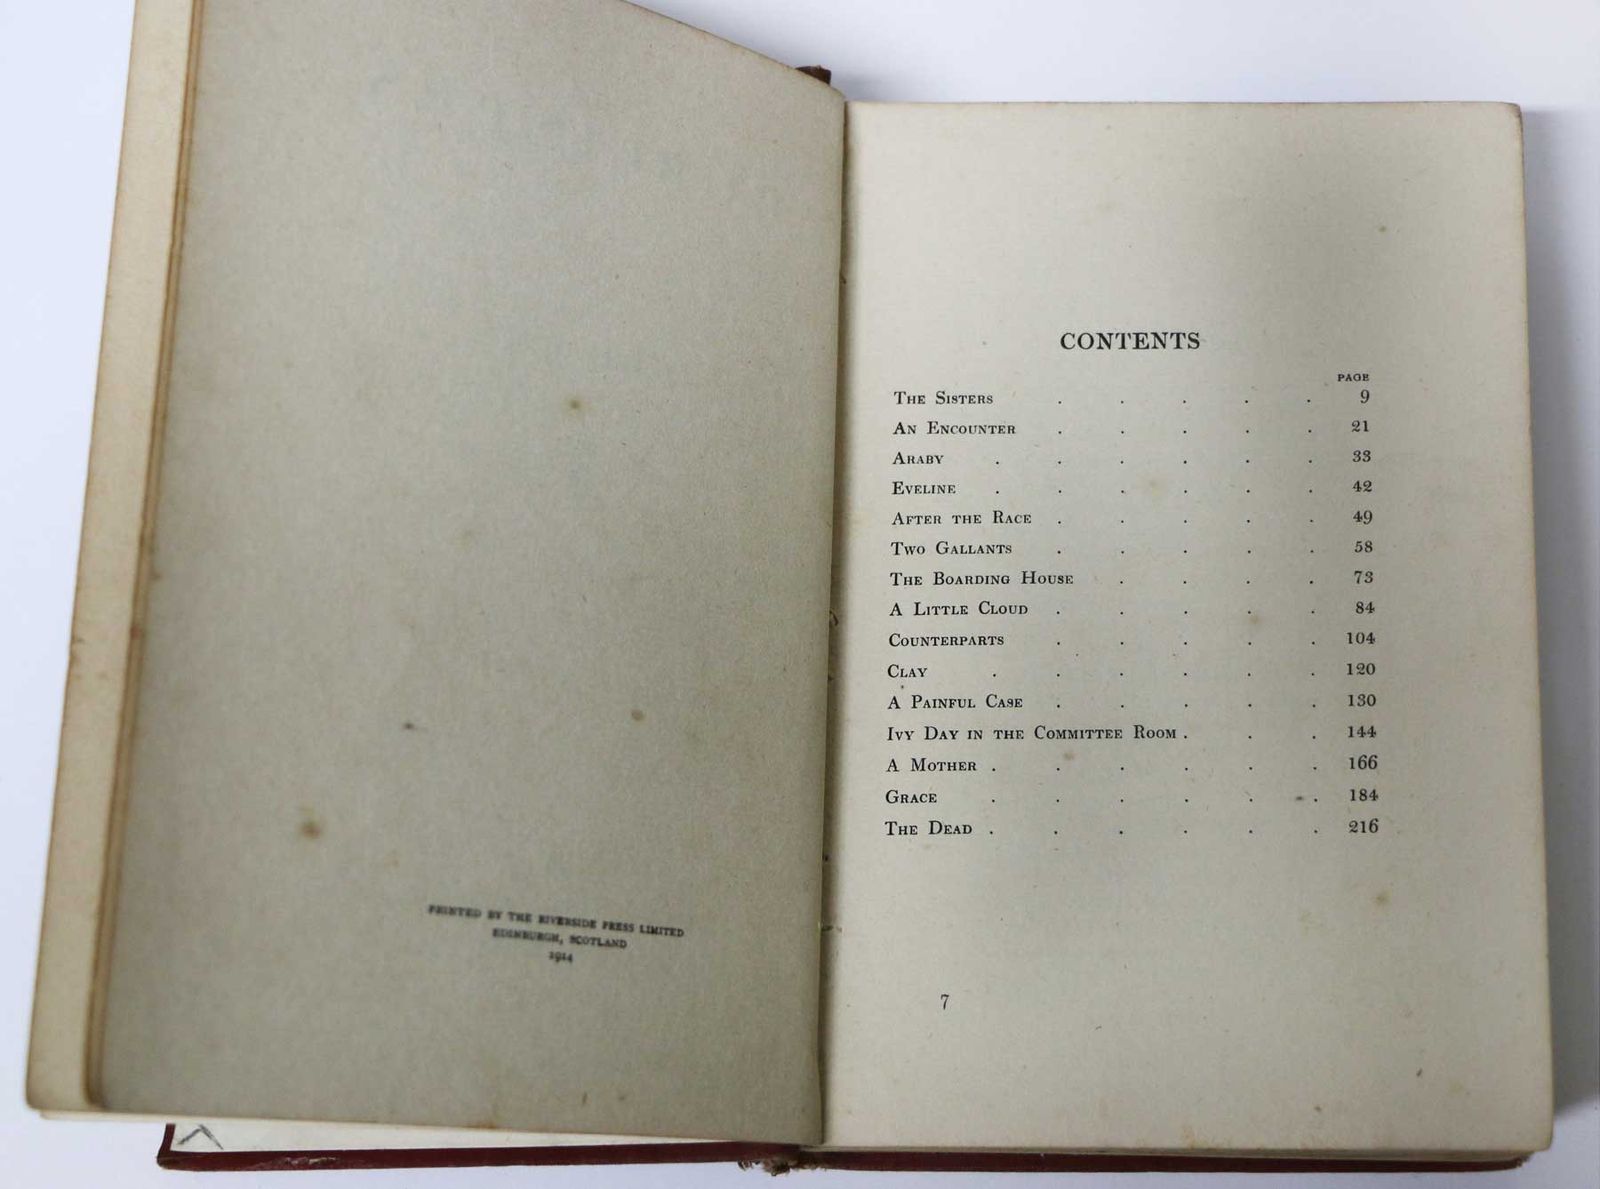 PRINTED BY THE RIVERSIDE PRESS LIMITED
EDINBURGH, SCOTLAND
1914
CONTENTS
PAGE
THE SISTERS . . . . . 9
AN ENCOUNTER . . . . . 21
ARABY . . . . . . 33
EVELINE . . . . . . 42
AFTER THE RACE . . . . . 49
TWO GALLANTS . . . . . 58
THE BOARDING HOUSE . . . . 73
A LITTLE CLOUD . . . . . 84
COUNTERPARTS . . . . . 104
CLAY . . . . . . 120
A PAINFUL CASE . . . . . 130
IVY DAY IN THE COMMITTEE ROOM . . . 144
A MOTHER . . . . . . 166
GRACE . . . . . . 184
THE DEAD . . . . . . 216
7